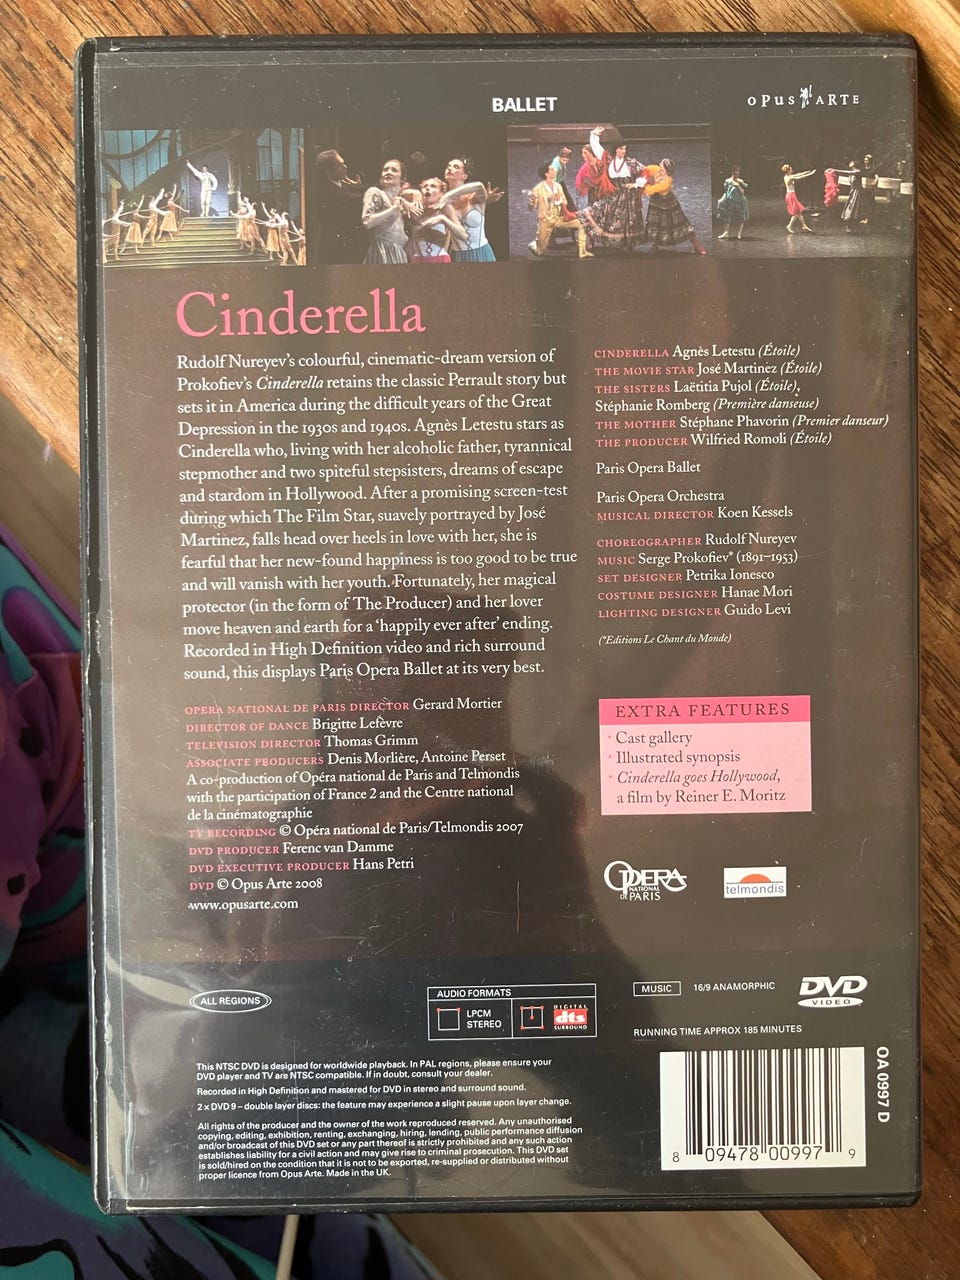 BALLET
OPUS ARTE
Cinderella
Rudolf Nureyev's colourful, cinematic-dream version of
Prokofiev's Cinderella retains the classic Perrault story but
sets it in America during the difficult years of the Great
Depression in the 1930s and 1940s. Agnès Letestu stars as
Cinderella who, living with her alcoholic father, tyrannical
stepmother and two spiteful stepsisters, dreams of escape
and stardom in Hollywood. After a promising screen-test
during which The Film Star, suavely portrayed by José
Martinez, falls head over heels in love with her, she is
fearful that her new-found happiness is too good to be true
and will vanish with her youth. Fortunately, her magical
protector (in the form of The Producer) and her lover
move heaven and earth for a 'happily ever after' ending.
Recorded in High Definition video and rich surround
sound, this displays Paris Opera Ballet at its very best.
OPERA NATIONAL DE PARIS DIRECTOR Gerard Mortier
DIRECTOR OF DANCE Brigitte Lefèvre
TELEVISION DIRECTOR Thomas Grimm
ASSOCIATE PRODUCERS Denis Morlière, Antoine Perset
A co-production of Opéra national de Paris and Telmondis
with the participation of France 2 and the Centre national
de la cinématographie
TV RECORDING © Opéra national de Paris/Telmondis 2007
DVD PRODUCER Ferenc van Damme
DVD EXECUTIVE PRODUCER Hans Petri
DVD © Opus Arte 2008
www.opusarte.com
CINDERELLA Agnès Letestu (Étoile)
THE MOVIE STAR José Martinez (Étoile)
THE SISTERS Laëtitia Pujol (Étoile),
Stéphanie Romberg (Première danseuse)
THE MOTHER Stéphane Phavorin (Premier danseur)
THE PRODUCER Wilfried Romoli (Étoile)
Paris Opera Ballet
Paris Opera Orchestra
MUSICAL DIRECTOR Koen Kessels
CHOREOGRAPHER Rudolf Nureyev
MUSIC Serge Prokofiev* (1891–1953)
SET DESIGNER Petrika Ionesco
COSTUME DESIGNER Hanae Mori
LIGHTING DESIGNER Guido Levi
(*Editions Le Chant du Monde)
EXTRA FEATURES
· Cast gallery
· Illustrated synopsis
· Cinderella goes Hollywood,
a film by Reiner E. Moritz
OPERA
NATIONAL
DE PARIS
telmondis
ALL REGIONS
AUDIO FORMATS
LPCM
STEREO
DIGITAL
dts
SURROUND
MUSIC
16/9 ANAMORPHIC
DVD
VIDEO
RUNNING TIME APPROX 185 MINUTES
This NTSC DVD is designed for worldwide playback. In PAL regions, please ensure your
DVD player and TV are NTSC compatible. If in doubt, consult your dealer.
Recorded in High Definition and mastered for DVD in stereo and surround sound.
2 x DVD 9 – double layer discs: the feature may experience a slight pause upon layer change.
All rights of the producer and the owner of the work reproduced reserved. Any unauthorised
copying, editing, exhibition, renting, exchanging, hiring, lending, public performance diffusion
and/or broadcast of this DVD set or any part thereof is strictly prohibited and any such action
establishes liability for a civil action and may give rise to criminal prosecution. This DVD set
is sold/hired on the condition that it is not to be exported, re-supplied or distributed without
proper licence from Opus Arte. Made in the UK.
OA 0997 D
8 09478 00997 9